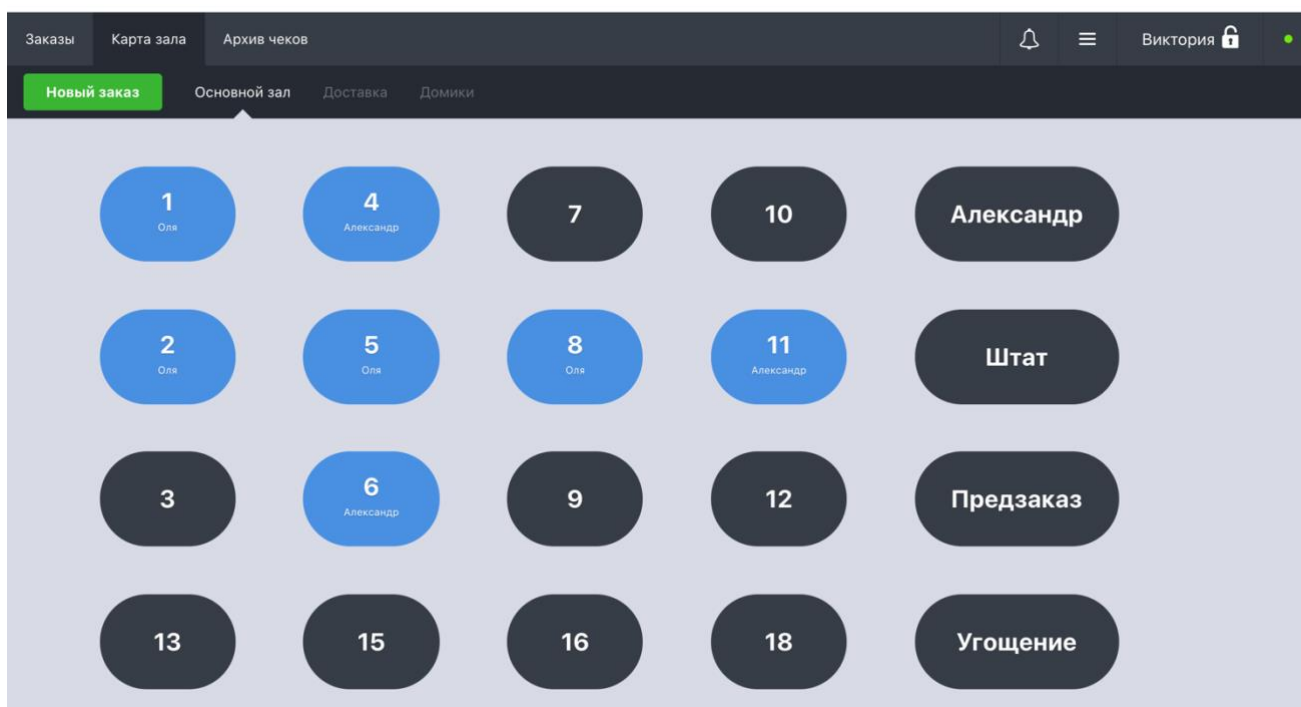 Заказы Карта зала Архив чеков Виктория
Новый заказ Основной зал Доставка Домики
1 4 7 10 Александр
Оля Александр
2 5 8 11 Штат
Оля Оля Оля Александр
3 6 9 12 Предзаказ
Александр
13 15 16 18 Угощение